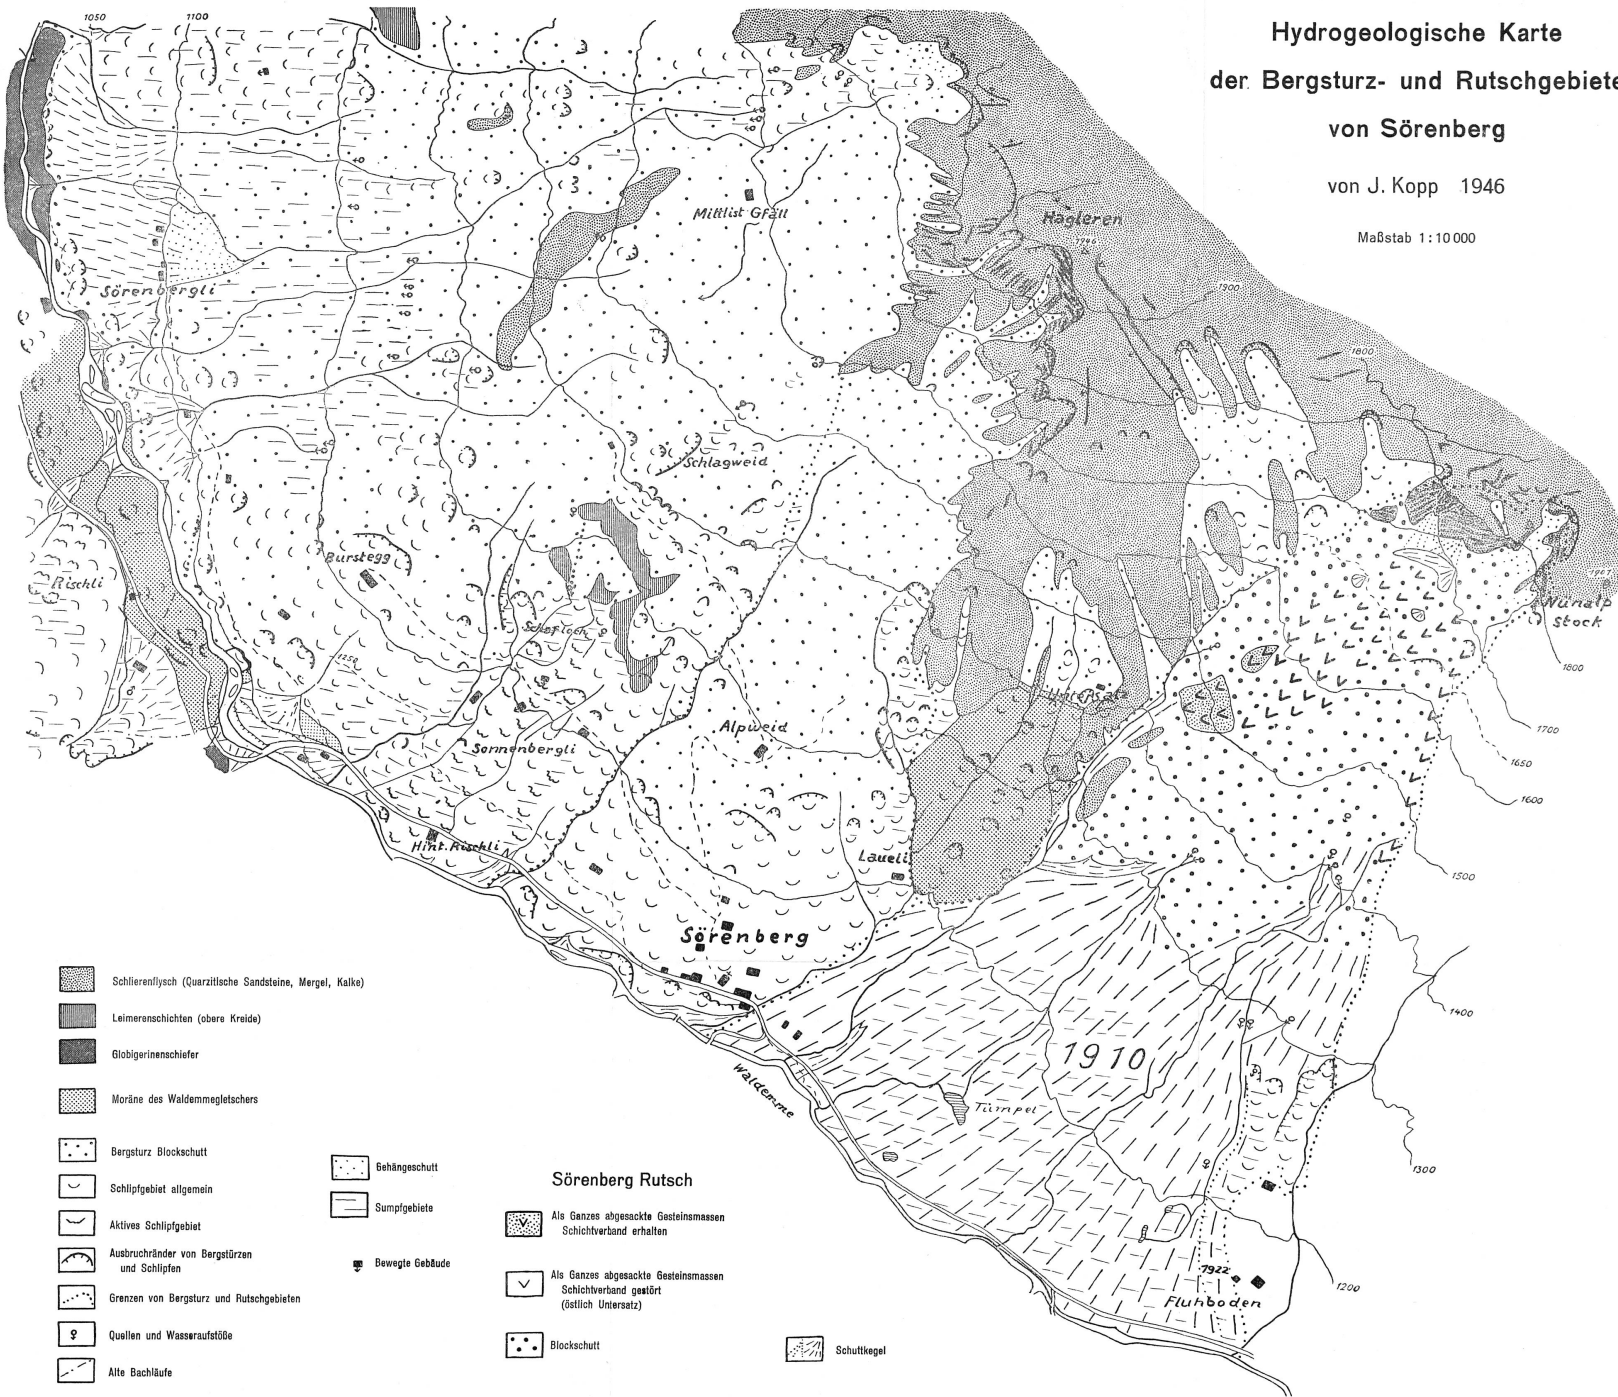 Hydrogeologische Karte
der Bergsturz- und Rutschgebiete
von Sörenberg
von J. Kopp 1946
Maßstab 1:10000
1050
1100
Mittlist Gfäll
Hagleren
1900
1800
Sörenbergli
Schlagweid
Burstegg
Rischli
Schofloch
1250
Nünalp
Stock
1800
Untersatz
1700
Alpweid
Sonnenbergli
1650
1600
Hint. Rischli
Laueli
1500
Sörenberg
1400
1910
Waldemme
Tümpel
1300
1922
1200
Fluhboden
Schlierenflysch (Quarzitische Sandsteine, Mergel, Kalke)
Leimerenschichten (obere Kreide)
Globigerinenschiefer
Moräne des Waldemmegletschers
Bergsturz Blockschutt
Schlipfgebiet allgemein
Aktives Schlipfgebiet
Ausbruchränder von Bergstürzen
und Schlipfen
Grenzen von Bergsturz und Rutschgebieten
Quellen und Wasseraufstöße
Alte Bachläufe
Gehängeschutt
Sumpfgebiete
Bewegte Gebäude
Sörenberg Rutsch
Als Ganzes abgesackte Gesteinsmassen
Schichtverband erhalten
Als Ganzes abgesackte Gesteinsmassen
Schichtverband gestört
(östlich Untersatz)
Blockschutt
Schuttkegel